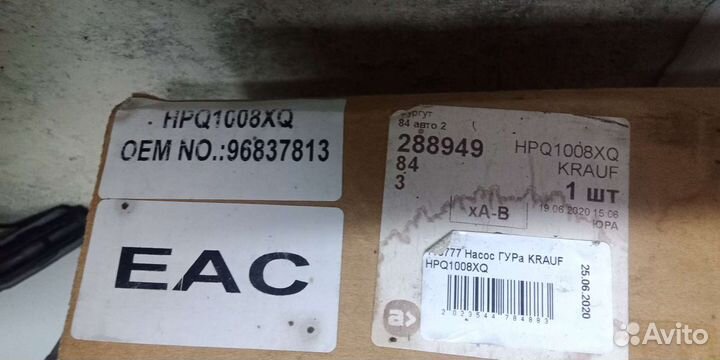 HPQ1008XQ
OEM NO.:96837813
EAC
84 авто 2
288949
84
3
HPQ1008XQ
KRAUF
1 шт
xA-B
19 06 2020 15:06
ЮРА
Насос ГУРа KRAUF
HPQ1008XQ
25.06.2020
a>
2023544784883
Avito